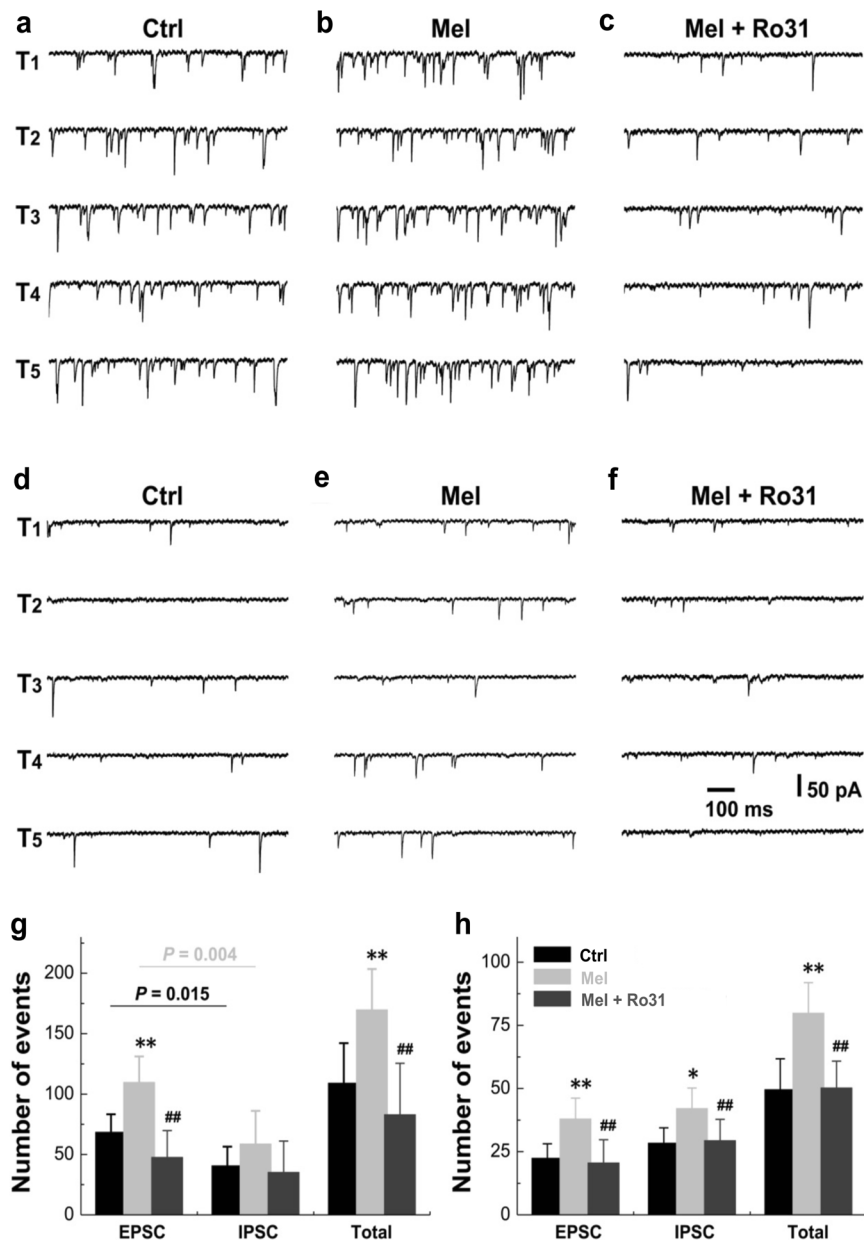 a Ctrl b Mel c Mel + Ro31
T1
T2
T3
T4
T5
d Ctrl e Mel f Mel + Ro31
T1
T2
T3
T4
50 pA
100 ms
T5
g
Number of events
200
150
100
50
0
P = 0.004
P = 0.015
**
##
**
##
EPSC IPSC Total
h
Number of events
100
75
50
25
0
Ctrl
Mel
Mel + Ro31
**
##
*
##
**
##
EPSC IPSC Total